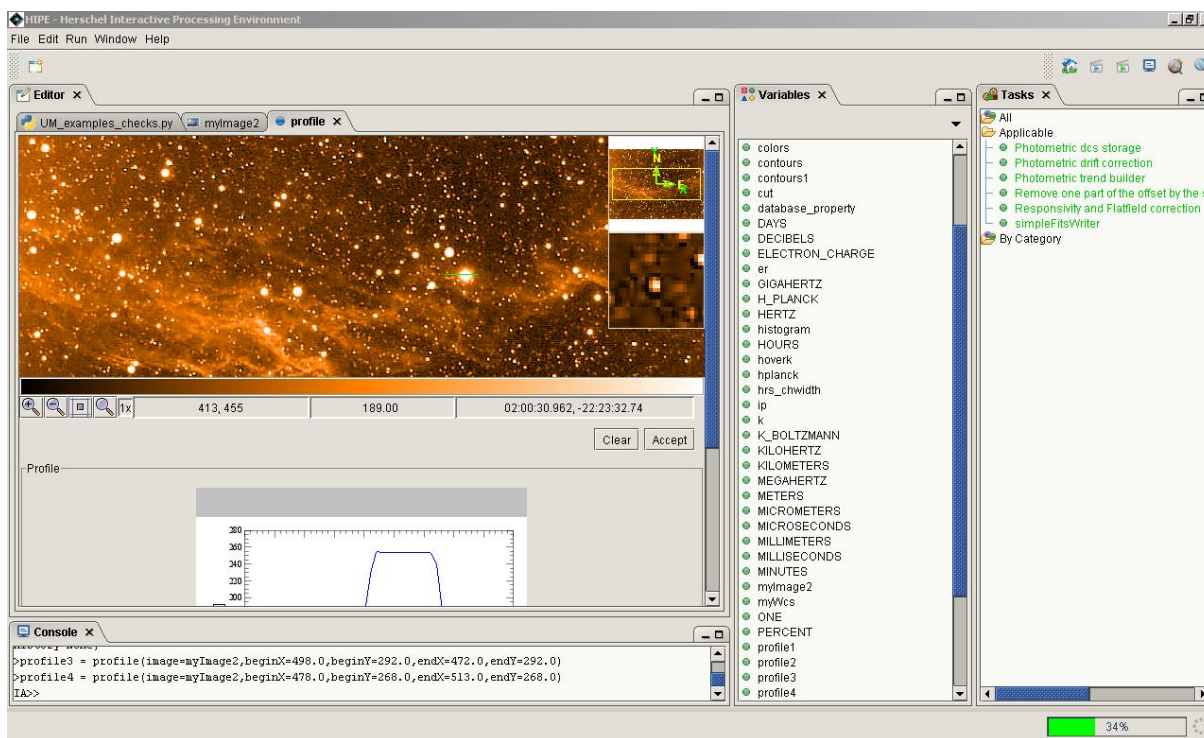 HIPE - Herschel Interactive Processing Environment
File Edit Run Window Help
Editor
UM_examples_checks.py
myImage2
profile
N
E
413, 455
189.00
02:00:30.962, -22:23:32.74
1x
Clear
Accept
Profile
280
260
240
220
200
Console
>profile3 = profile(image=myImage2,beginX=498.0,beginY=292.0,endX=472.0,endY=292.0)
>profile4 = profile(image=myImage2,beginX=478.0,beginY=268.0,endX=513.0,endY=268.0)
IA>>
Variables
colors
contours
contours1
cut
database_property
DAYS
DECIBELS
ELECTRON_CHARGE
er
GIGAHERTZ
H_PLANCK
HERTZ
histogram
HOURS
hoverk
hplanck
hrs_chwidth
ip
k
K_BOLTZMANN
KILOHERTZ
KILOMETERS
MEGAHERTZ
METERS
MICROMETERS
MICROSECONDS
MILLIMETERS
MILLISECONDS
MINUTES
myImage2
myWcs
ONE
PERCENT
profile1
profile2
profile3
profile4
Tasks
All
Applicable
Photometric dcs storage
Photometric drift correction
Photometric trend builder
Remove one part of the offset by the s
Responsivity and Flatfield correction
simpleFitsWriter
By Category
34%